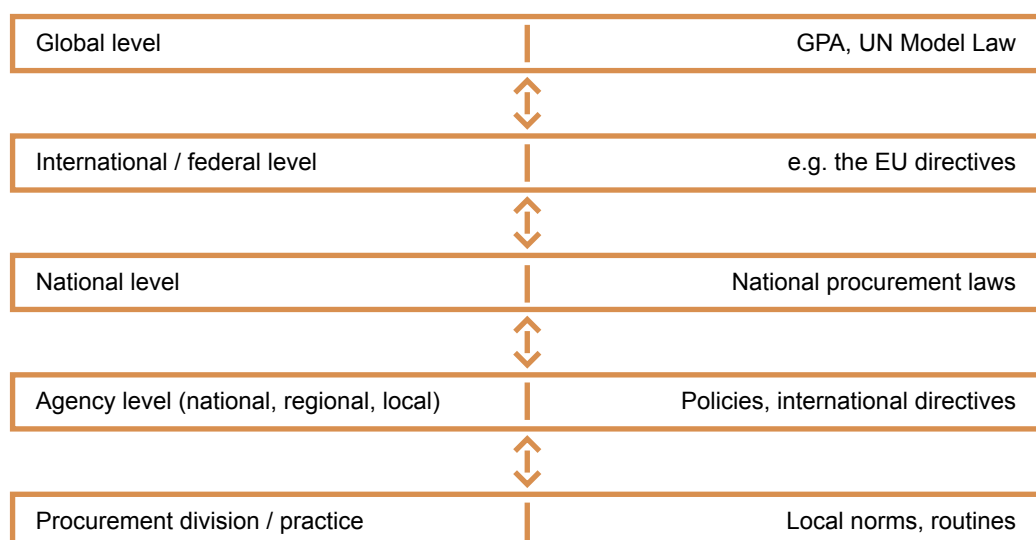 Global level GPA, UN Model Law
International / federal level e.g. the EU directives
National level National procurement laws
Agency level (national, regional, local) Policies, international directives
Procurement division / practice Local norms, routines